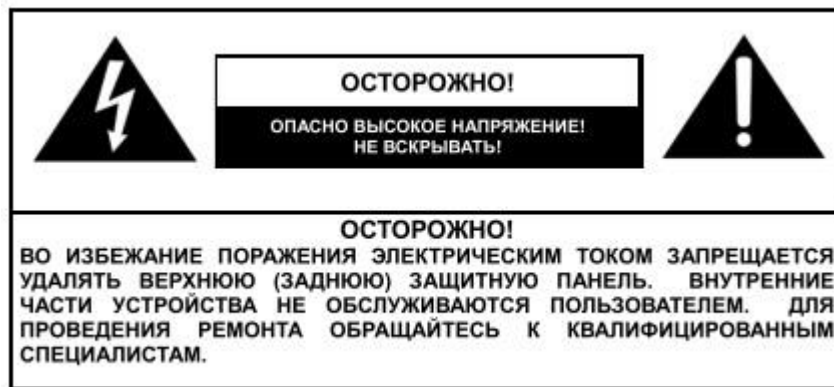 ОСТОРОЖНО!
ОПАСНО ВЫСОКОЕ НАПРЯЖЕНИЕ!
НЕ ВСКРЫВАТЬ!
ОСТОРОЖНО!
ВО ИЗБЕЖАНИЕ ПОРАЖЕНИЯ ЭЛЕКТРИЧЕСКИМ ТОКОМ ЗАПРЕЩАЕТСЯ
УДАЛЯТЬ ВЕРХНЮЮ (ЗАДНЮЮ) ЗАЩИТНУЮ ПАНЕЛЬ. ВНУТРЕННИЕ
ЧАСТИ УСТРОЙСТВА НЕ ОБСЛУЖИВАЮТСЯ ПОЛЬЗОВАТЕЛЕМ. ДЛЯ
ПРОВЕДЕНИЯ РЕМОНТА ОБРАЩАЙТЕСЬ К КВАЛИФИЦИРОВАННЫМ
СПЕЦИАЛИСТАМ.